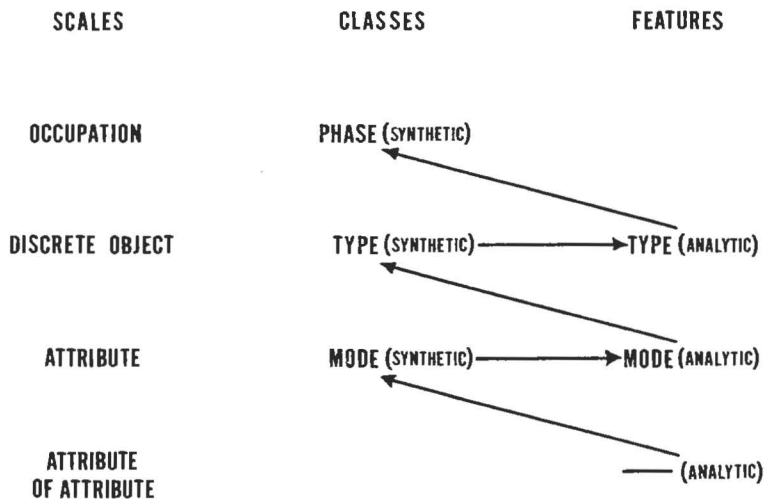 SCALES CLASSES FEATURES
OCCUPATION PHASE (SYNTHETIC)
DISCRETE OBJECT TYPE (SYNTHETIC) TYPE (ANALYTIC)
ATTRIBUTE MODE (SYNTHETIC) MODE (ANALYTIC)
ATTRIBUTE
OF ATTRIBUTE
— (ANALYTIC)